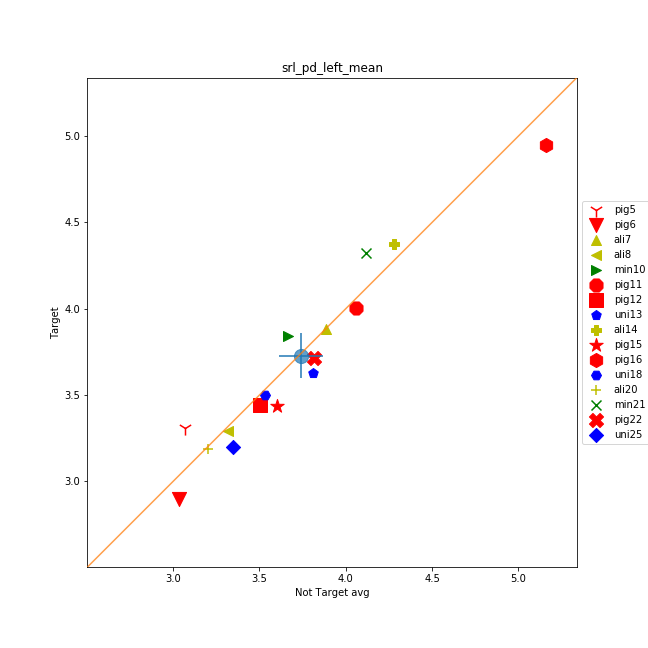 srl_pd_left_mean
5.0
4.5
4.0
3.5
3.0
Target
3.0 3.5 4.0 4.5 5.0
Not Target avg
pig5
pig6
ali7
ali8
min10
pig11
pig12
uni13
ali14
pig15
pig16
uni18
ali20
min21
pig22
uni25